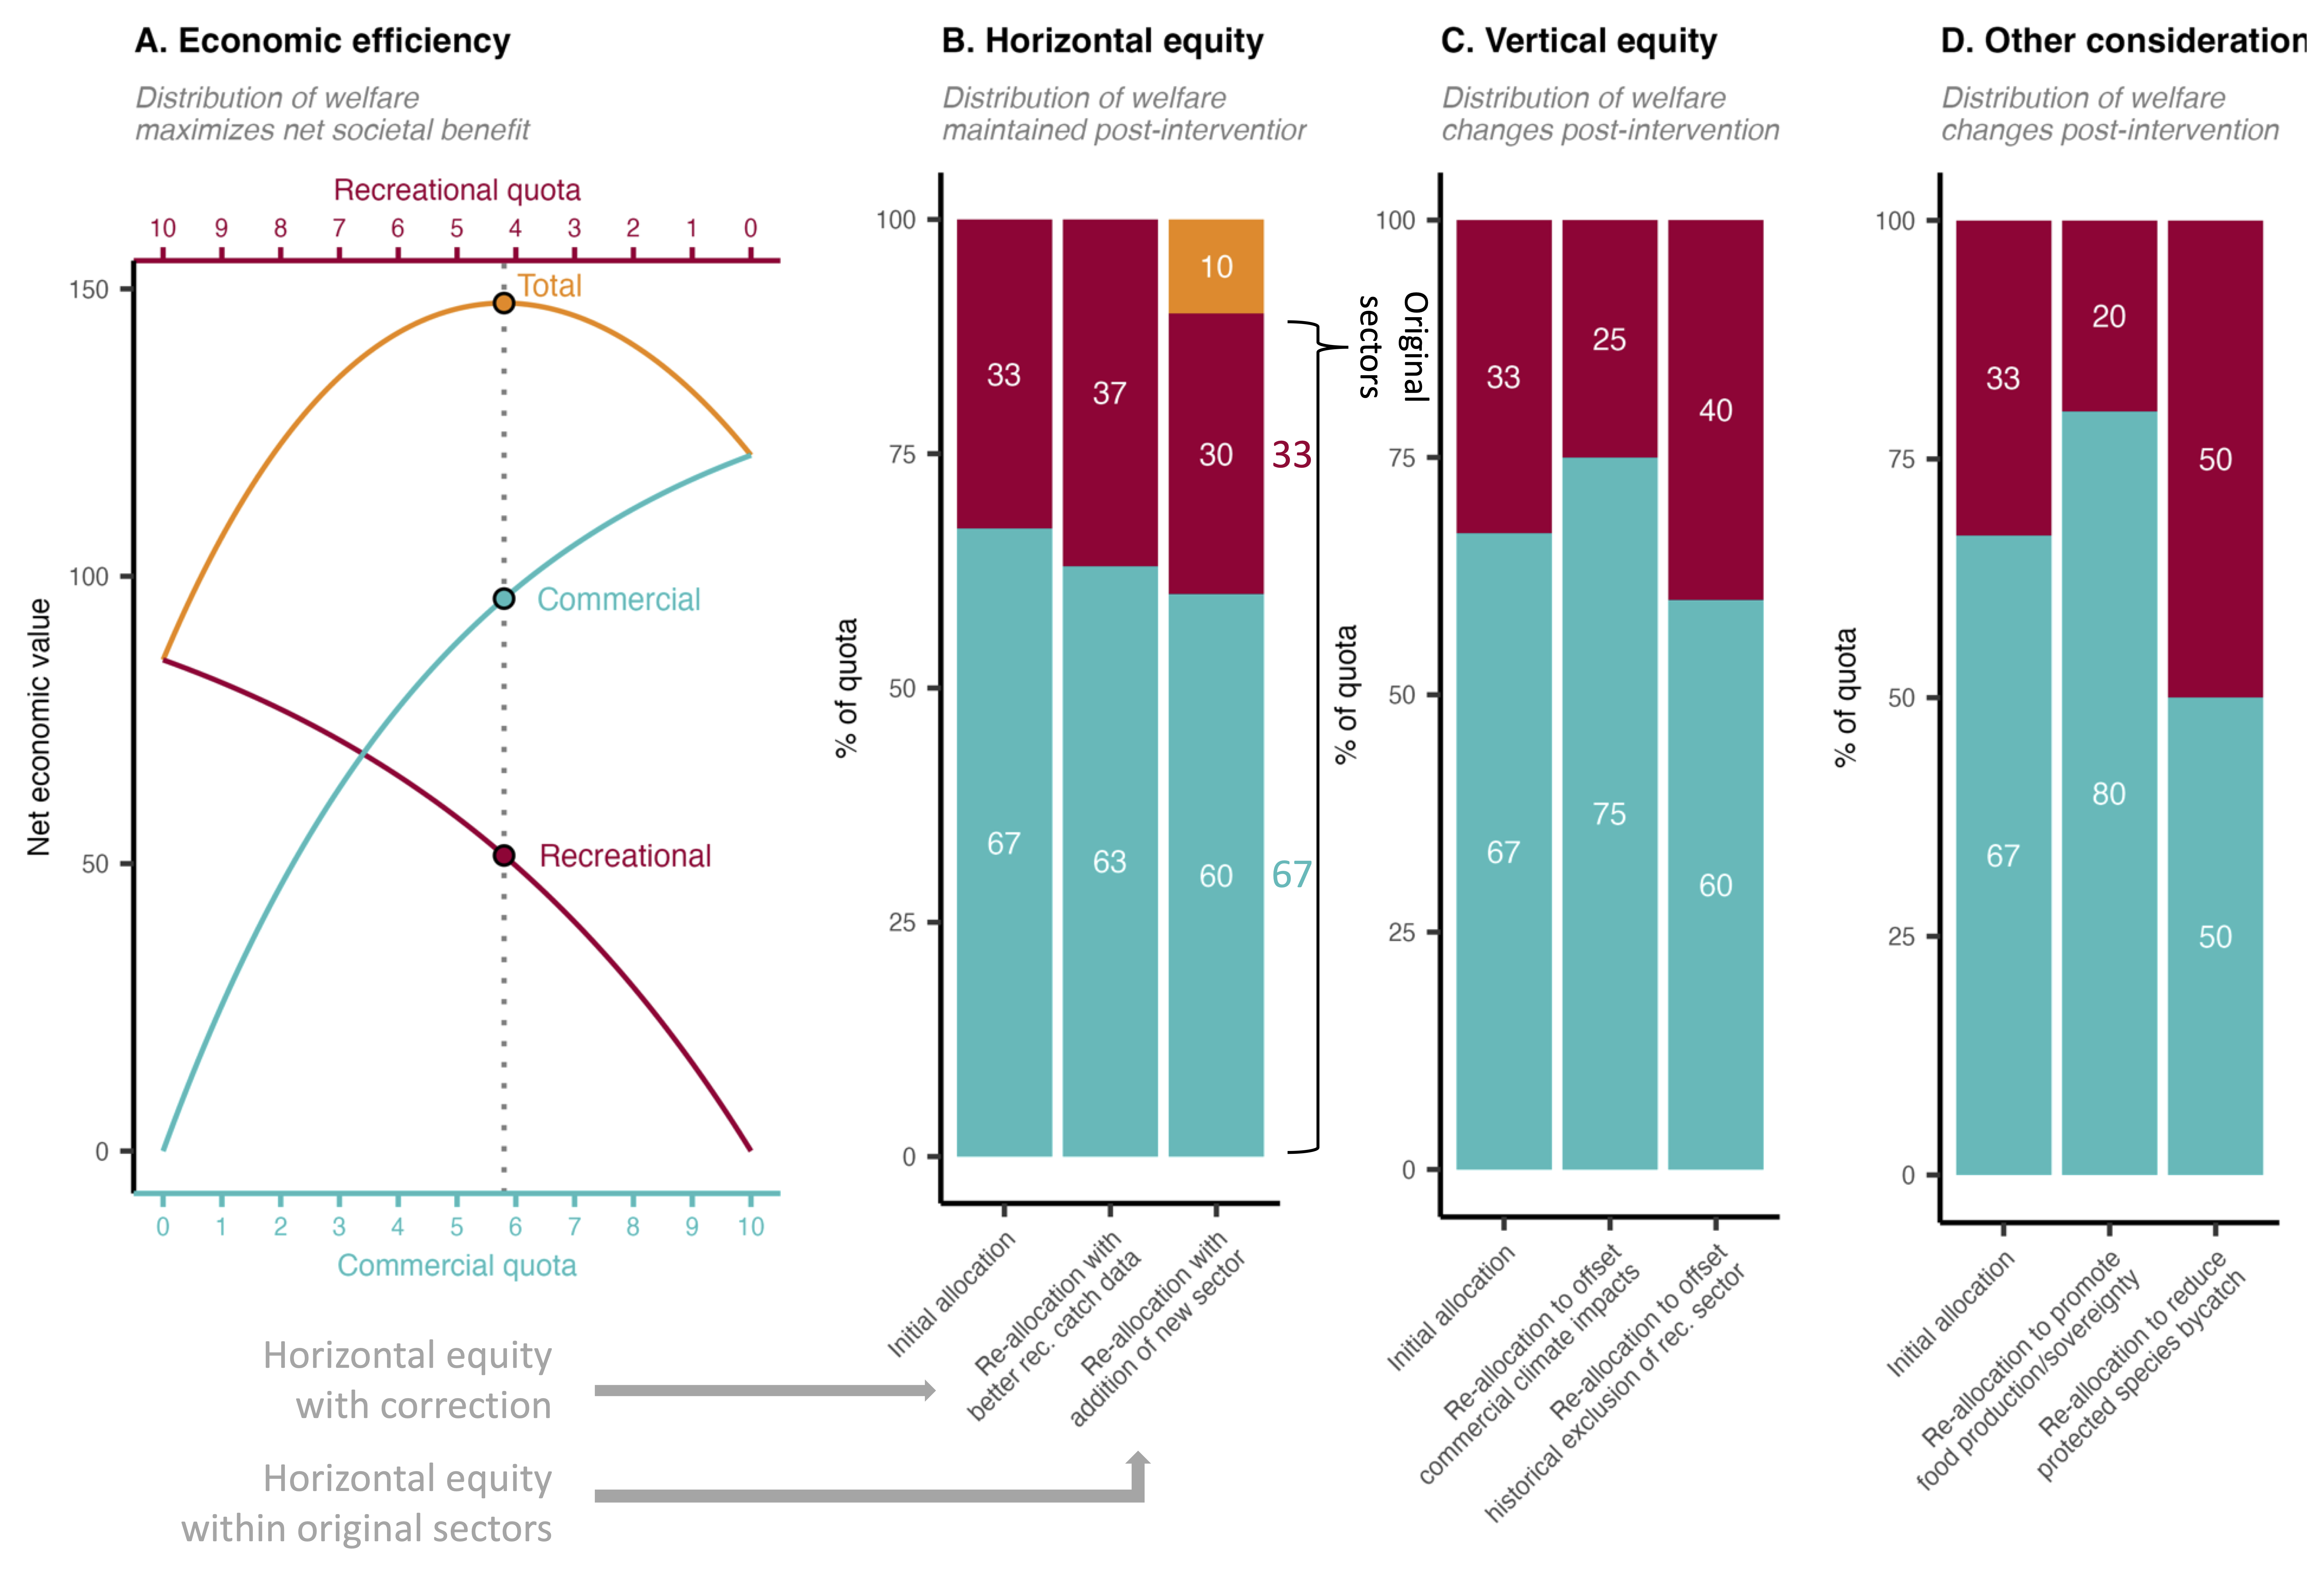 A. Economic efficiency
Distribution of welfare
maximizes net societal benefit
Recreational quota
10 9 8 7 6 5 4 3 2 1 0
Total
Commercial
Recreational
Net economic value
150
100
50
0
0 1 2 3 4 5 6 7 8 9 10
Commercial quota
Horizontal equity
with correction
Horizontal equity
within original sectors
B. Horizontal equity
Distribution of welfare
maintained post-intervention
% of quota
100
75
50
25
0
33
67
37
63
10
30
60
33
67
Original
sectors
Initial allocation
Re-allocation with
better rec. catch data
Re-allocation with
addition of new sector
C. Vertical equity
Distribution of welfare
changes post-intervention
% of quota
100
75
50
25
0
33
67
25
75
40
60
Initial allocation
Re-allocation to offset
commercial climate impacts
Re-allocation to offset
historical exclusion of rec. sector
D. Other consideration
Distribution of welfare
changes post-intervention
% of quota
100
75
50
25
0
33
67
20
80
50
50
Initial allocation
Re-allocation to promote
food production/sovereignty
Re-allocation to reduce
protected species bycatch